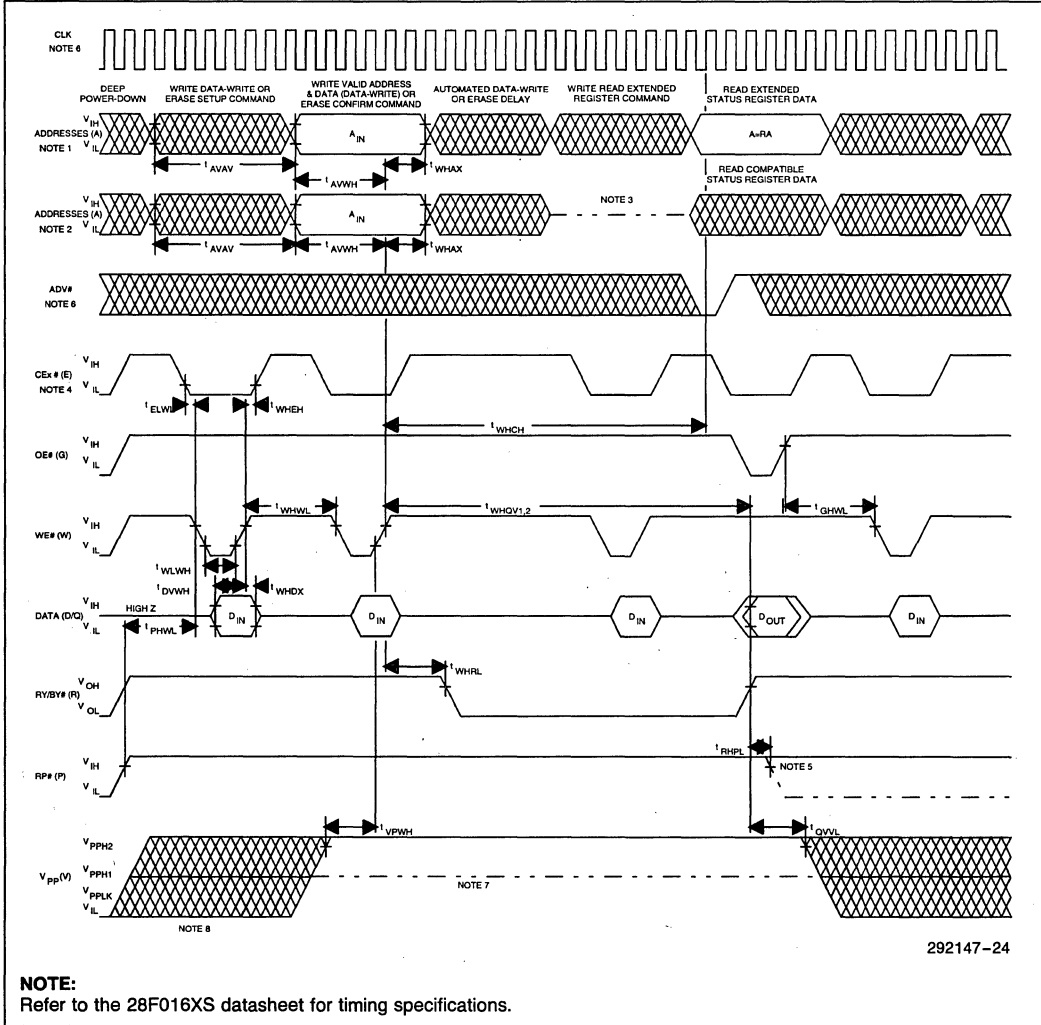 CLK
NOTE 6
DEEP
POWER-DOWN
WRITE DATA-WRITE OR
ERASE SETUP COMMAND
WRITE VALID ADDRESS
& DATA (DATA-WRITE) OR
ERASE CONFIRM COMMAND
AUTOMATED DATA-WRITE
OR ERASE DELAY
WRITE READ EXTENDED
REGISTER COMMAND
READ EXTENDED
STATUS REGISTER DATA
V IH
ADDRESSES (A)
NOTE 1
V IL
A IN
A=RA
t AVAV
t AVWH
t WHAX
READ COMPATIBLE
STATUS REGISTER DATA
V IH
ADDRESSES (A)
NOTE 2
V IL
A IN
NOTE 3
t AVAV
t AVWH
t WHAX
ADV#
NOTE 6
V IH
CEx # (E)
NOTE 4
V IL
t ELWL
t WHEH
t WHCH
V IH
OE# (G)
V IL
t WHWL
t WHQV1,2
t GHWL
V IH
WE# (W)
V IL
t WLWH
t DVWH
t WHDX
V IH
DATA (D/Q)
V IL
HIGH Z
D IN
D IN
D IN
D OUT
D IN
t PHWL
t WHRL
V OH
RY/BY# (R)
V OL
t RHPL
V IH
RP# (P)
V IL
NOTE 5
t VPWH
t QVVL
V PPH2
V PP (V)
V PPH1
V PPLK
V IL
NOTE 7
NOTE 8
292147-24
NOTE:
Refer to the 28F016XS datasheet for timing specifications.